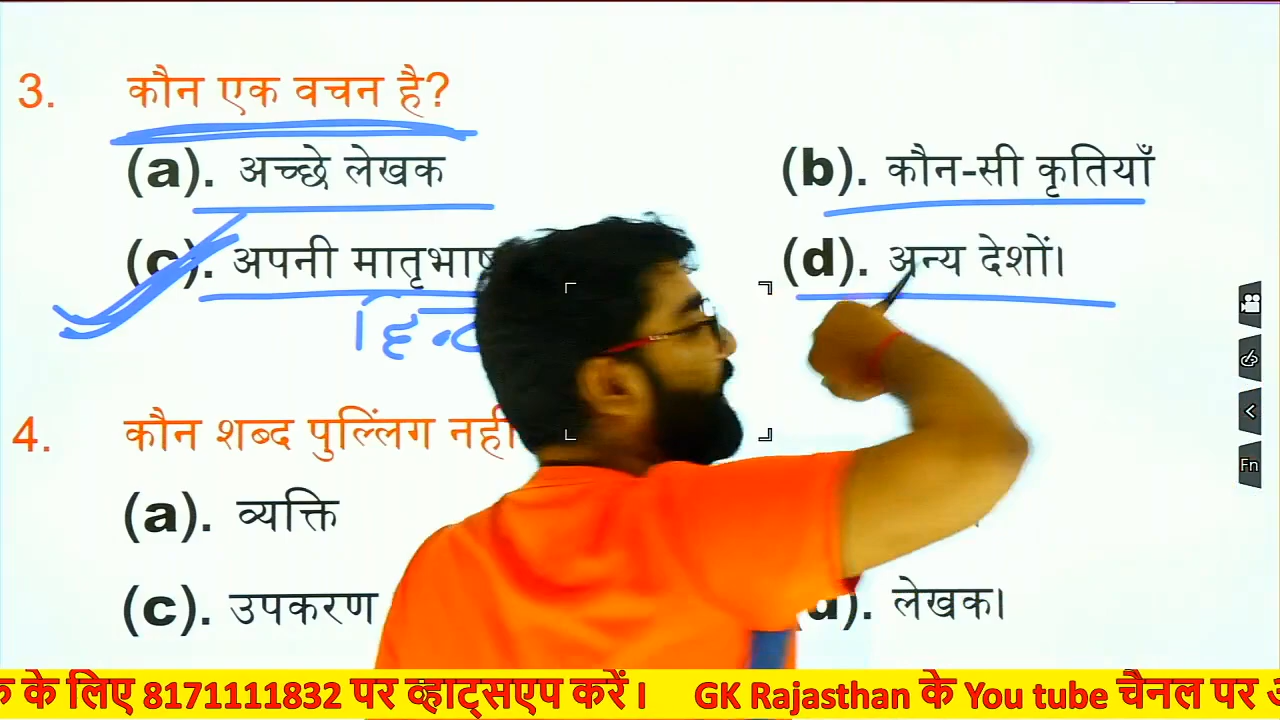 3. कौन एक वचन है?
(a). अच्छे लेखक (b). कौन-सी कृतियाँ
(c). अपनी (d). अन्य देशों।
4. कौन शब्द पुल्लिंग
(a). व्यक्ति
(c). उपकरण (d). लेखक।
के लिए 8171111832 पर व्हाट्सएप करें। GK Rajasthan के You tube चैनल पर
Fn